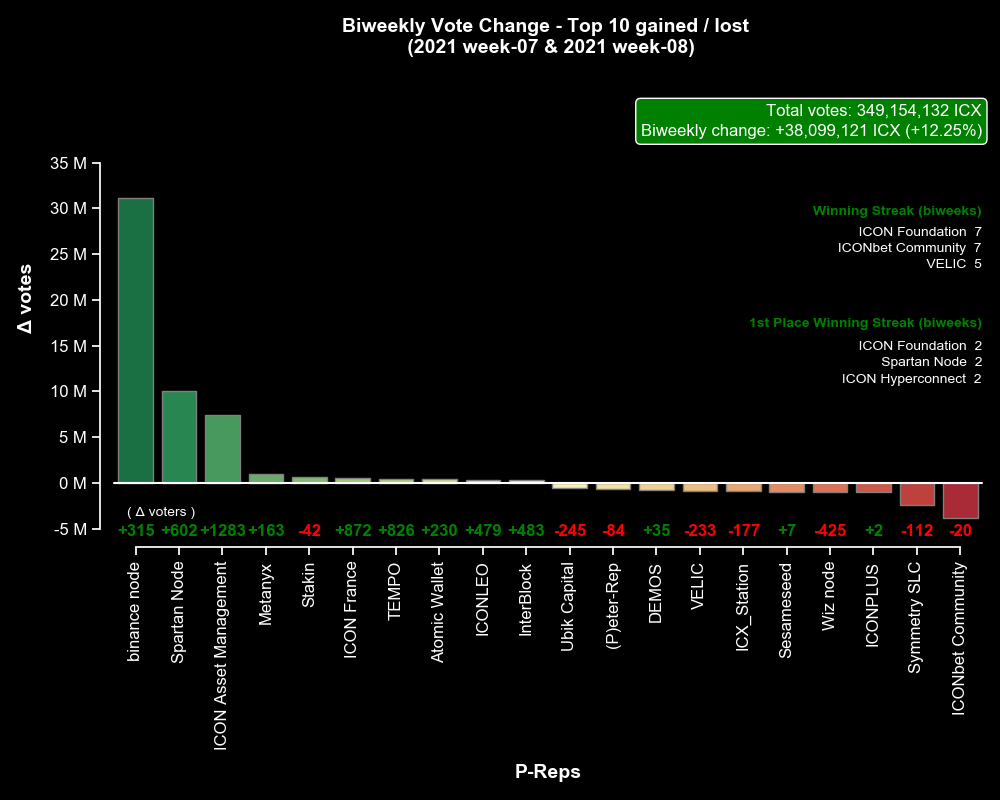 Biweekly Vote Change - Top 10 gained / lost
(2021 week-07 & 2021 week-08)
Total votes: 349,154,132 ICX
Biweekly change: +38,099,121 ICX (+12.25%)
Winning Streak (biweeks)
ICON Foundation 7
ICONbet Community 7
VELIC 5
1st Place Winning Streak (biweeks)
ICON Foundation 2
Spartan Node 2
ICON Hyperconnect 2
Δ votes
35 M
30 M
25 M
20 M
15 M
10 M
5 M
0 M
-5 M
( Δ voters )
+315 +602 +1283 +163 -42 +872 +826 +230 +479 +483 -245 -84 +35 -233 -177 +7 -425 +2 -112 -20
binance node
Spartan Node
ICON Asset Management
Metanyx
Stakin
ICON France
TEMPO
Atomic Wallet
ICONLEO
InterBlock
Ubik Capital
(P)eter-Rep
DEMOS
VELIC
ICX_Station
Sesameseed
Wiz node
ICONPLUS
Symmetry SLC
ICONbet Community
P-Reps